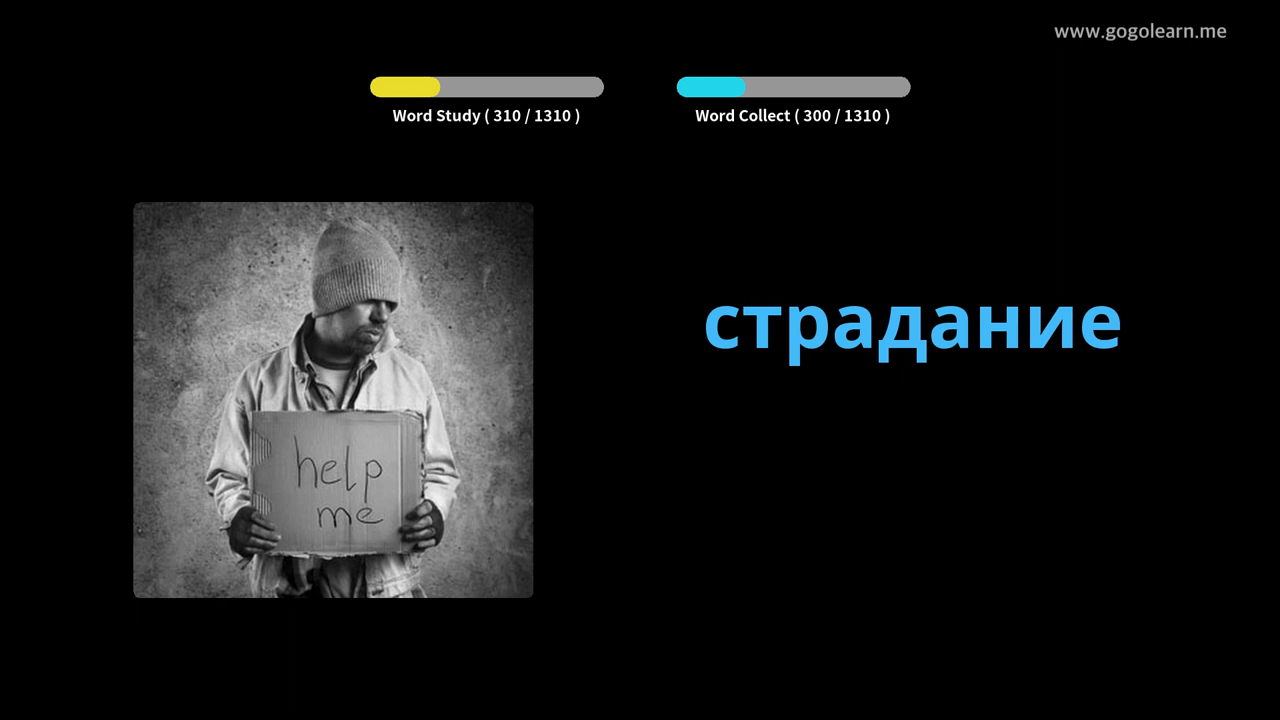 www.gogolearn.me
Word Study ( 310 / 1310 )
Word Collect ( 300 / 1310 )
страдание
help
me